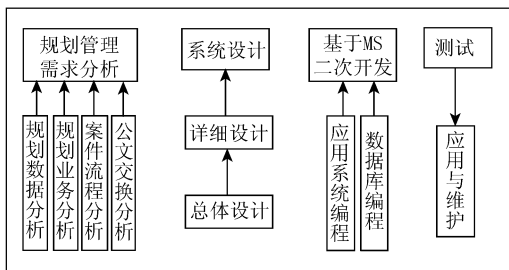 规划管理
需求分析
系统设计
基于MS
二次开发
测试
规划数据分析
规划业务分析
案件流程分析
公文交换分析
详细设计
总体设计
应用系统编程
数据库编程
应用与维护